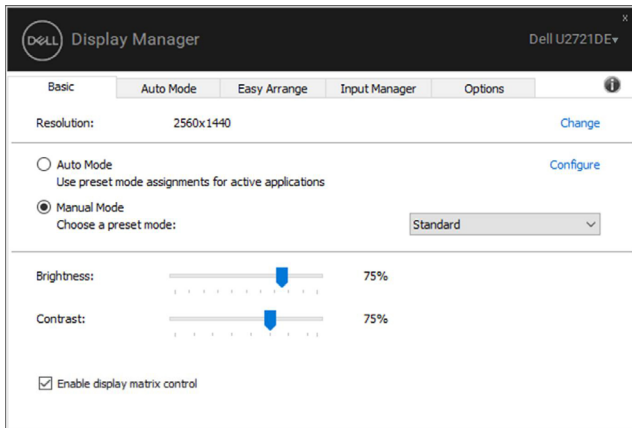 x
DELL Display Manager Dell U2721DE
Basic Auto Mode Easy Arrange Input Manager Options i
Resolution: 2560x1440 Change
Auto Mode Configure
Use preset mode assignments for active applications
Manual Mode
Choose a preset mode: Standard
Brightness: 75%
Contrast: 75%
Enable display matrix control